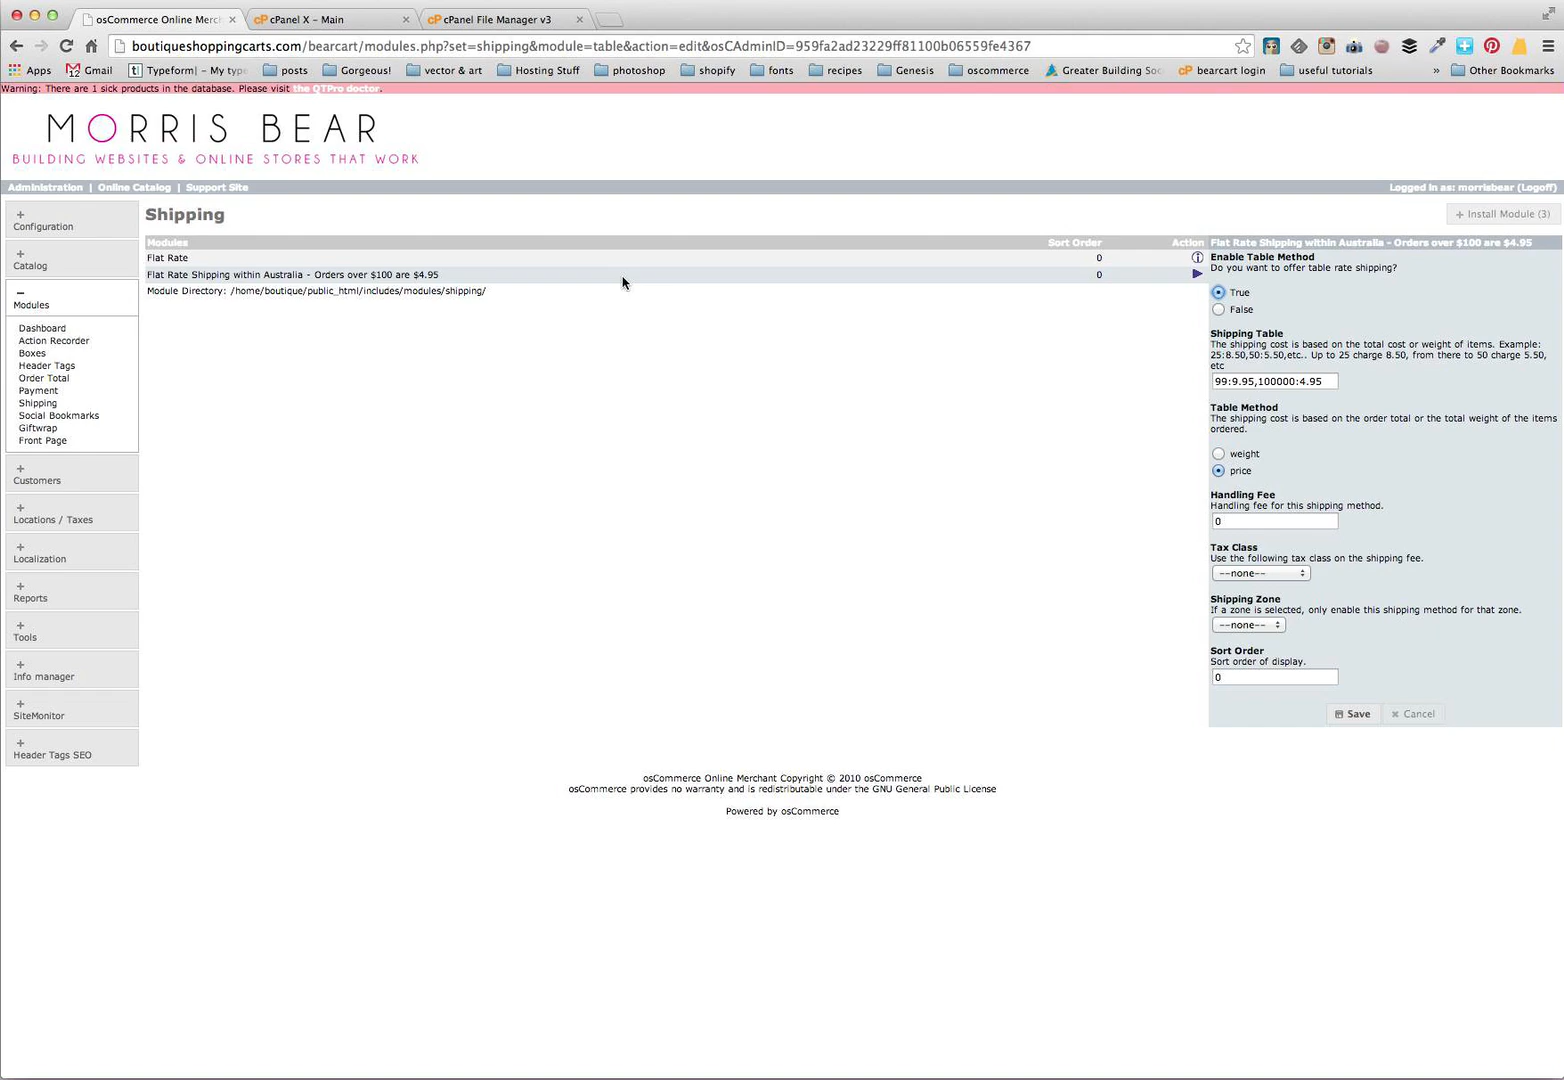 osCommerce Online Merch
cPanel X - Main
cPanel File Manager v3
boutiqueshoppingcarts.com/bearcart/modules.php?set=shipping&module=table&action=edit&osCAdminID=959fa2ad23229ff81100b06559fe4367
Apps
Gmail
Typeform| - My type
posts
Gorgeous!
vector & art
Hosting Stuff
photoshop
shopify
fonts
recipes
Genesis
oscommerce
Greater Building Soc
bearcart login
useful tutorials
»
Other Bookmarks
Warning: There are 1 sick products in the database. Please visit the QTPro doctor.
MORRIS BEAR
BUILDING WEBSITES & ONLINE STORES THAT WORK
Administration | Online Catalog | Support Site
Logged in as: morrisbear (Logoff)
Configuration
Catalog
Modules
Dashboard
Action Recorder
Boxes
Header Tags
Order Total
Payment
Shipping
Social Bookmarks
Giftwrap
Front Page
Customers
Locations / Taxes
Localization
Reports
Tools
Info manager
SiteMonitor
Header Tags SEO
Shipping
Install Module (3)
Modules Sort Order Action
Flat Rate 0
Flat Rate Shipping within Australia - Orders over $100 are $4.95 0
Module Directory: /home/boutique/public_html/includes/modules/shipping/
Flat Rate Shipping within Australia - Orders over $100 are $4.95
Enable Table Method
Do you want to offer table rate shipping?
True
False
Shipping Table
The shipping cost is based on the total cost or weight of items. Example:
25:8.50,50:5.50,etc.. Up to 25 charge 8.50, from there to 50 charge 5.50,
etc
99:9.95,100000:4.95
Table Method
The shipping cost is based on the order total or the total weight of the items
ordered.
weight
price
Handling Fee
Handling fee for this shipping method.
0
Tax Class
Use the following tax class on the shipping fee.
--none--
Shipping Zone
If a zone is selected, only enable this shipping method for that zone.
--none--
Sort Order
Sort order of display.
0
Save
Cancel
osCommerce Online Merchant Copyright © 2010 osCommerce
osCommerce provides no warranty and is redistributable under the GNU General Public License
Powered by osCommerce